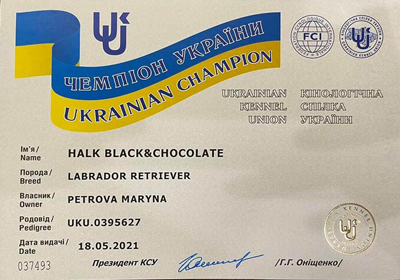 ЧЕМПІОН УКРАЇНИ
UKRAINIAN CHAMPION
FCI
UKRAINIAN КІНОЛОГІЧНА
KENNEL СПІЛКА
UNION УКРАЇНИ
Ім'я/
Name HALK BLACK&CHOCOLATE
Порода/
Breed LABRADOR RETRIEVER
Власник/
Owner PETROVA MARYNA
Родовід/
Pedigree UKU.0395627
Дата видачі/
Date 18.05.2021
037493
Президент КСУ /Г.Г. Оніщенко/